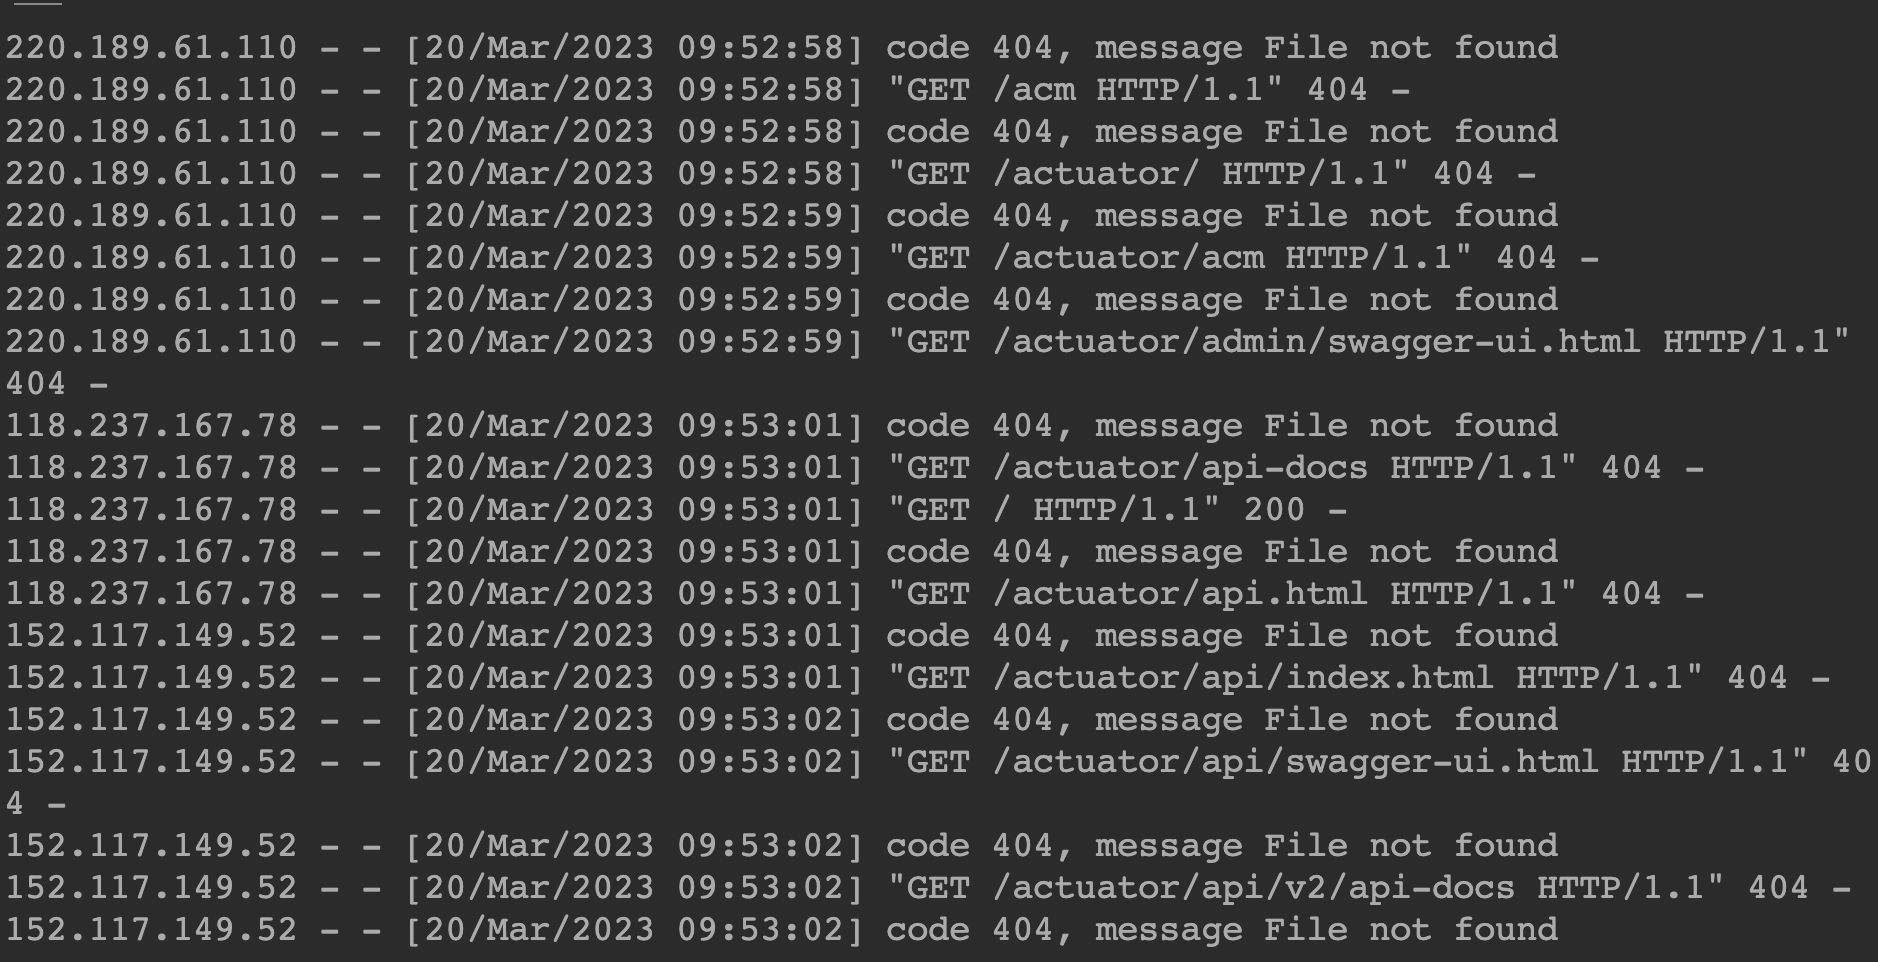 220.189.61.110 - - [20/Mar/2023 09:52:58] code 404, message File not found
220.189.61.110 - - [20/Mar/2023 09:52:58] "GET /acm HTTP/1.1" 404 -
220.189.61.110 - - [20/Mar/2023 09:52:58] code 404, message File not found
220.189.61.110 - - [20/Mar/2023 09:52:58] "GET /actuator/ HTTP/1.1" 404 -
220.189.61.110 - - [20/Mar/2023 09:52:59] code 404, message File not found
220.189.61.110 - - [20/Mar/2023 09:52:59] "GET /actuator/acm HTTP/1.1" 404 -
220.189.61.110 - - [20/Mar/2023 09:52:59] code 404, message File not found
220.189.61.110 - - [20/Mar/2023 09:52:59] "GET /actuator/admin/swagger-ui.html HTTP/1.1"
404 -
118.237.167.78 - - [20/Mar/2023 09:53:01] code 404, message File not found
118.237.167.78 - - [20/Mar/2023 09:53:01] "GET /actuator/api-docs HTTP/1.1" 404 -
118.237.167.78 - - [20/Mar/2023 09:53:01] "GET / HTTP/1.1" 200 -
118.237.167.78 - - [20/Mar/2023 09:53:01] code 404, message File not found
118.237.167.78 - - [20/Mar/2023 09:53:01] "GET /actuator/api.html HTTP/1.1" 404 -
152.117.149.52 - - [20/Mar/2023 09:53:01] code 404, message File not found
152.117.149.52 - - [20/Mar/2023 09:53:01] "GET /actuator/api/index.html HTTP/1.1" 404 -
152.117.149.52 - - [20/Mar/2023 09:53:02] code 404, message File not found
152.117.149.52 - - [20/Mar/2023 09:53:02] "GET /actuator/api/swagger-ui.html HTTP/1.1" 40
4 -
152.117.149.52 - - [20/Mar/2023 09:53:02] code 404, message File not found
152.117.149.52 - - [20/Mar/2023 09:53:02] "GET /actuator/api/v2/api-docs HTTP/1.1" 404 -
152.117.149.52 - - [20/Mar/2023 09:53:02] code 404, message File not found